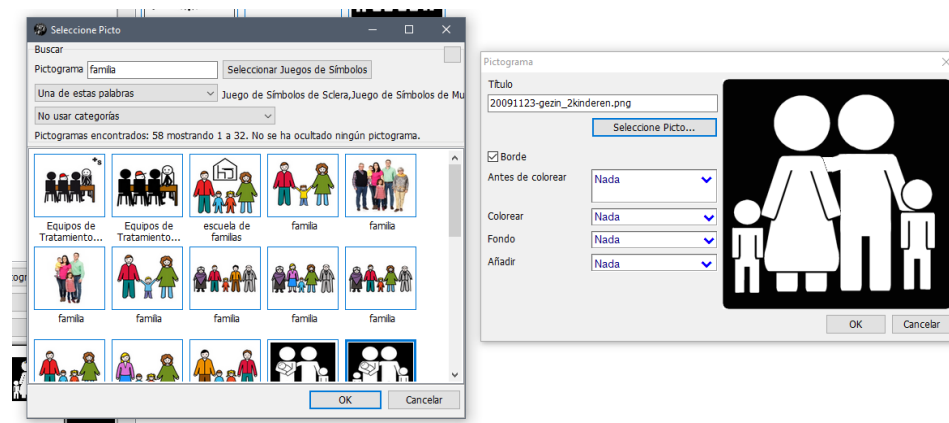 Seleccione Picto
Buscar
Pictograma familia Seleccionar Juegos de Símbolos
Una de estas palabras Juego de Símbolos de Sclera,Juego de Símbolos de Mu
No usar categorías
Pictogramas encontrados: 58 mostrando 1 a 32. No se ha ocultado ningún pictograma.
+s
Equipos de Tratamiento...
Equipos de Tratamiento...
escuela de familias
familia
familia
familia
familia
familia
familia
familia
OK Cancelar
Pictograma
Título
20091123-gezin_2kinderen.png
Seleccione Picto...
Borde
Antes de colorear Nada
Colorear Nada
Fondo Nada
Añadir Nada
OK Cancelar